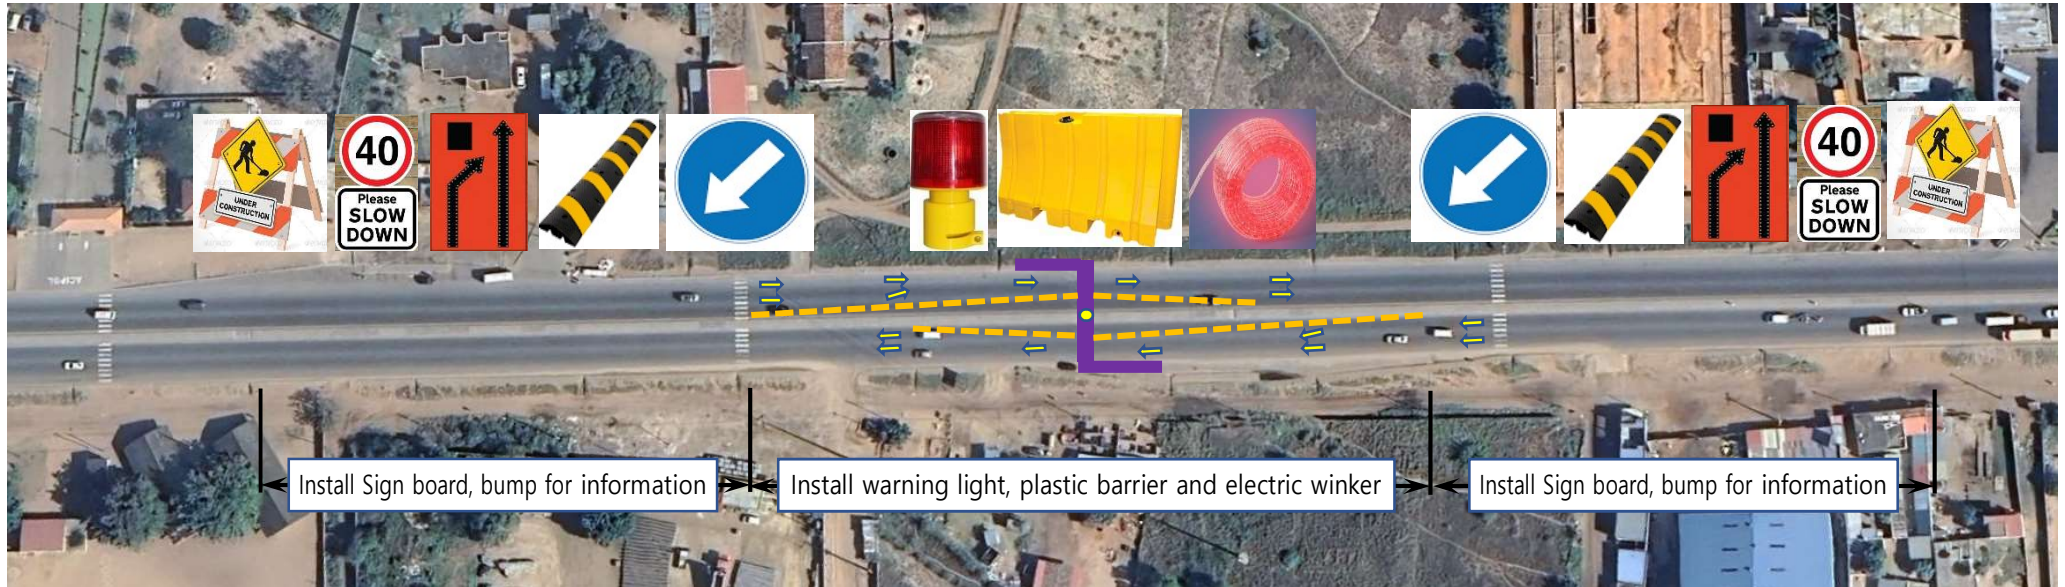 UNDER
CONSTRUCTION
40
Please
SLOW
DOWN
40
Please
SLOW
DOWN
UNDER
CONSTRUCTION
Install Sign board, bump for information
Install warning light, plastic barrier and electric winker
Install Sign board, bump for information